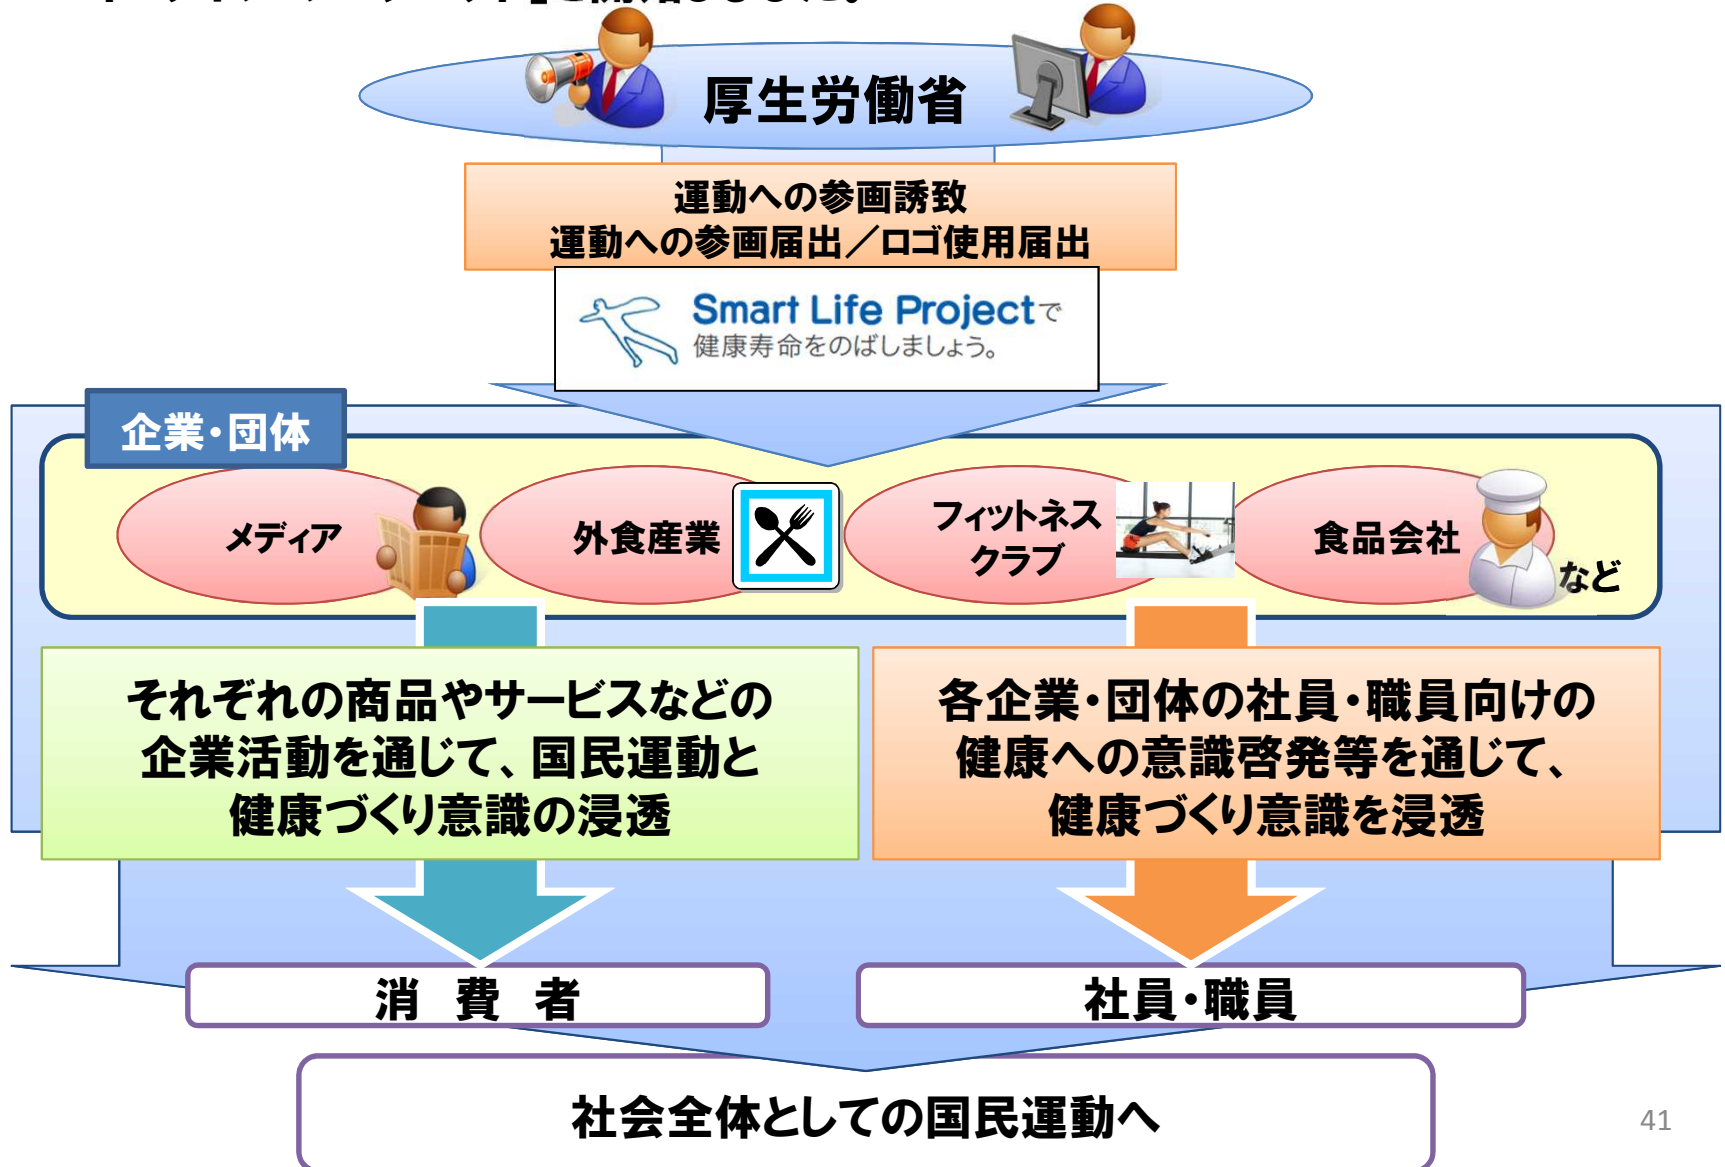 を開始しました。
厚生労働省
運動への参画誘致
運動への参画届出／ロゴ使用届出
Smart Life Projectで
健康寿命をのばしましょう。
企業・団体
メディア
外食産業
フィットネス
クラブ
食品会社
など
それぞれの商品やサービスなどの
企業活動を通じて、国民運動と
健康づくり意識の浸透
各企業・団体の社員・職員向けの
健康への意識啓発等を通じて、
健康づくり意識を浸透
消　費　者
社員・職員
社会全体としての国民運動へ
41